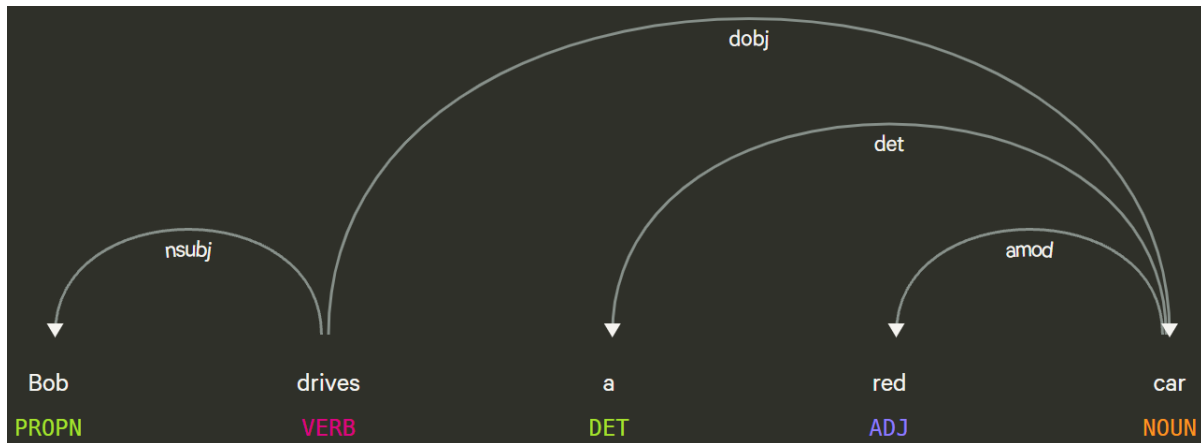 dobj
det
nsubj amod
Bob drives a red car
PROPN VERB DET ADJ NOUN